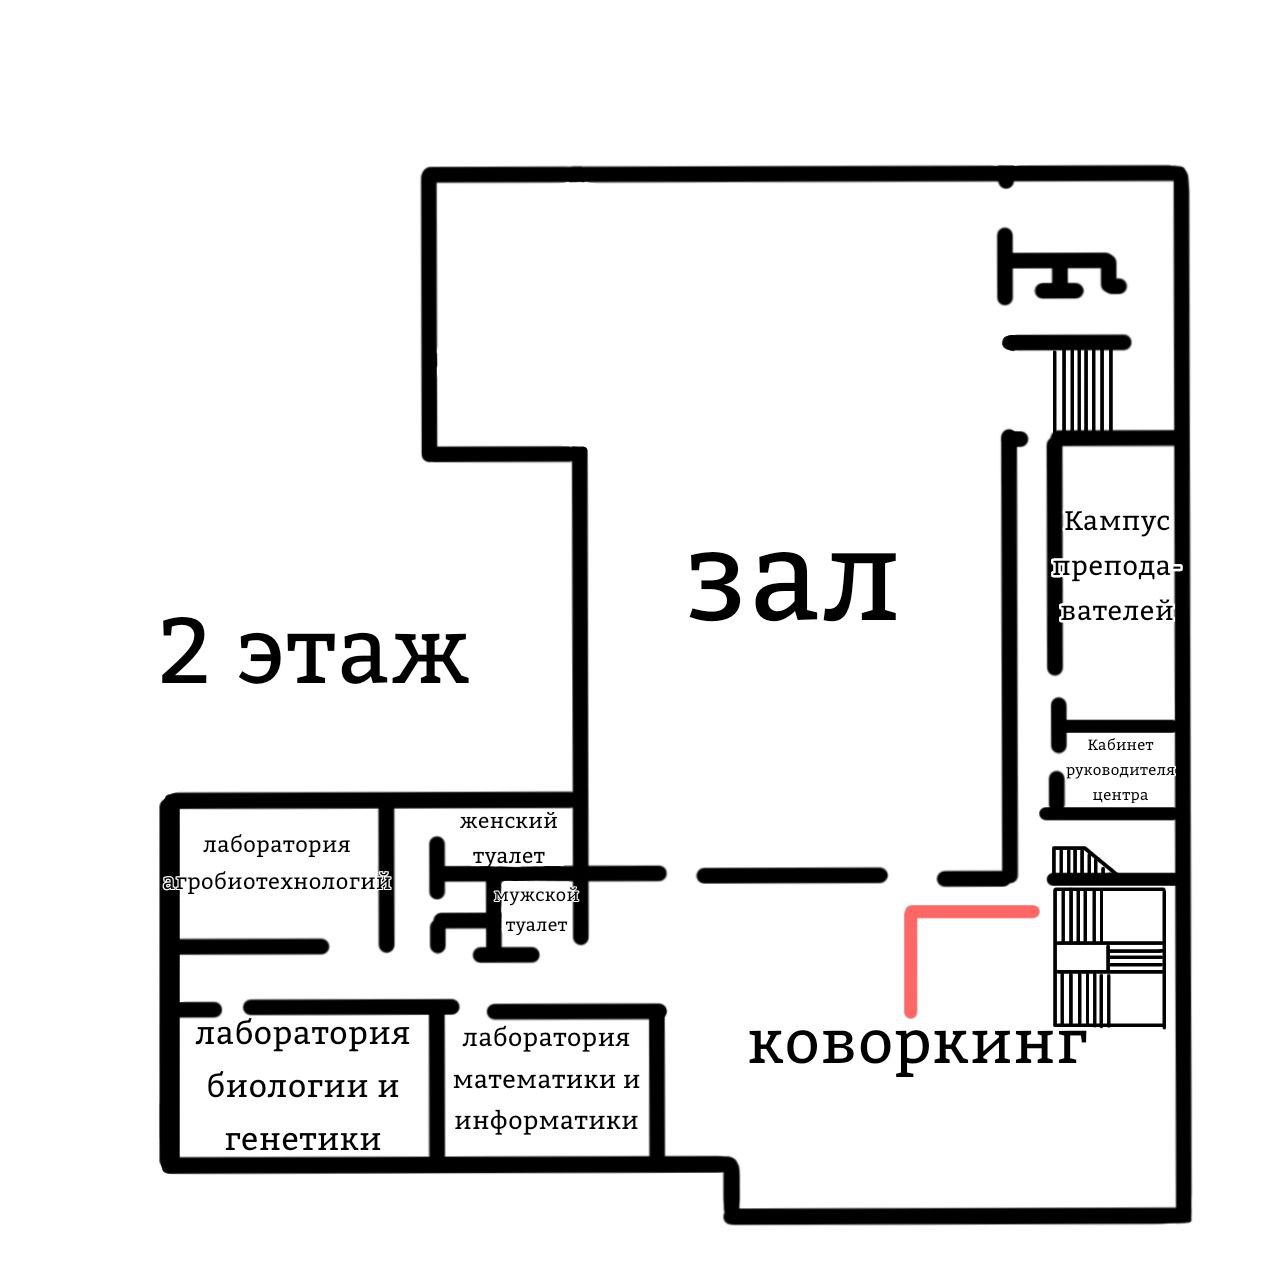 Кампус
препода-
вателей
зал
2 этаж
Кабинет
руководителя
центра
женский
туалет
лаборатория
агробиотехнологий
мужской
туалет
лаборатория
биологии и
генетики
лаборатория
математики и
информатики
коворкинг